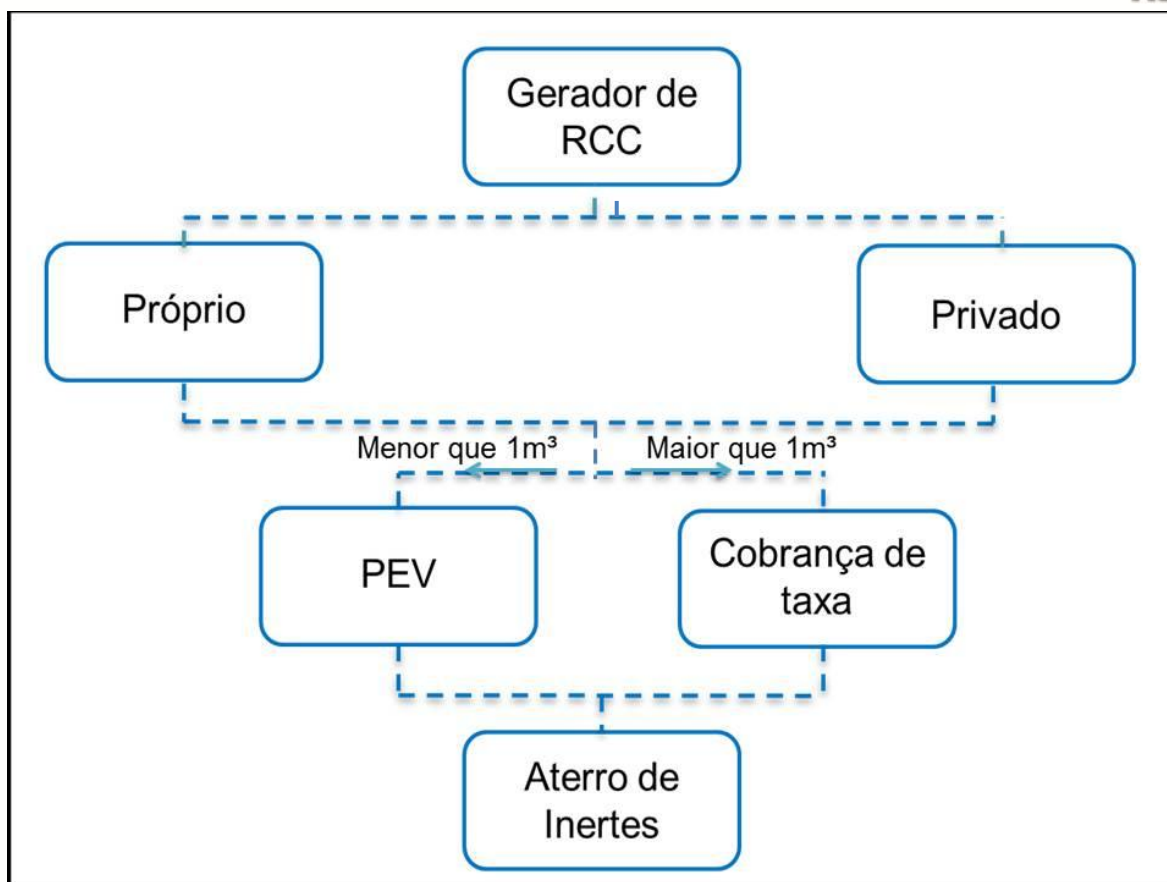 Gerador de
RCC
Próprio
Privado
Menor que 1m³
Maior que 1m³
PEV
Cobrança de
taxa
Aterro de
Inertes